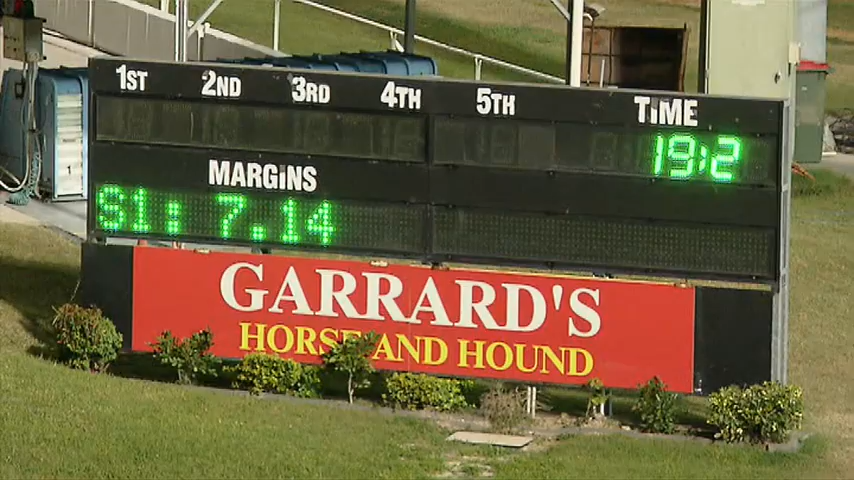 1ST 2ND 3RD 4TH 5TH TIME
19:2
MARGINS
S1: 7.14
GARRARD'S
HORSE AND HOUND